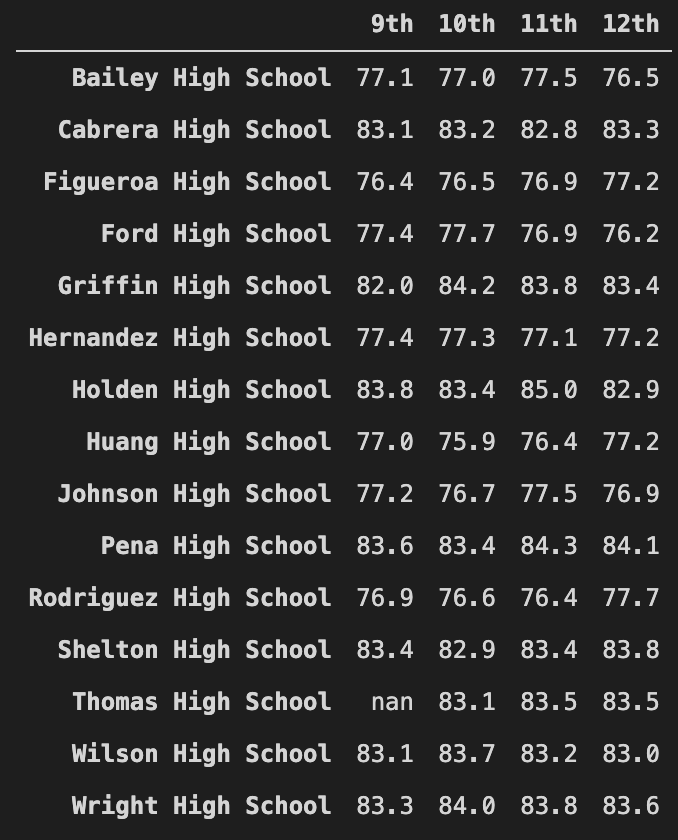 9th 10th 11th 12th
Bailey High School 77.1 77.0 77.5 76.5
Cabrera High School 83.1 83.2 82.8 83.3
Figueroa High School 76.4 76.5 76.9 77.2
Ford High School 77.4 77.7 76.9 76.2
Griffin High School 82.0 84.2 83.8 83.4
Hernandez High School 77.4 77.3 77.1 77.2
Holden High School 83.8 83.4 85.0 82.9
Huang High School 77.0 75.9 76.4 77.2
Johnson High School 77.2 76.7 77.5 76.9
Pena High School 83.6 83.4 84.3 84.1
Rodriguez High School 76.9 76.6 76.4 77.7
Shelton High School 83.4 82.9 83.4 83.8
Thomas High School nan 83.1 83.5 83.5
Wilson High School 83.1 83.7 83.2 83.0
Wright High School 83.3 84.0 83.8 83.6